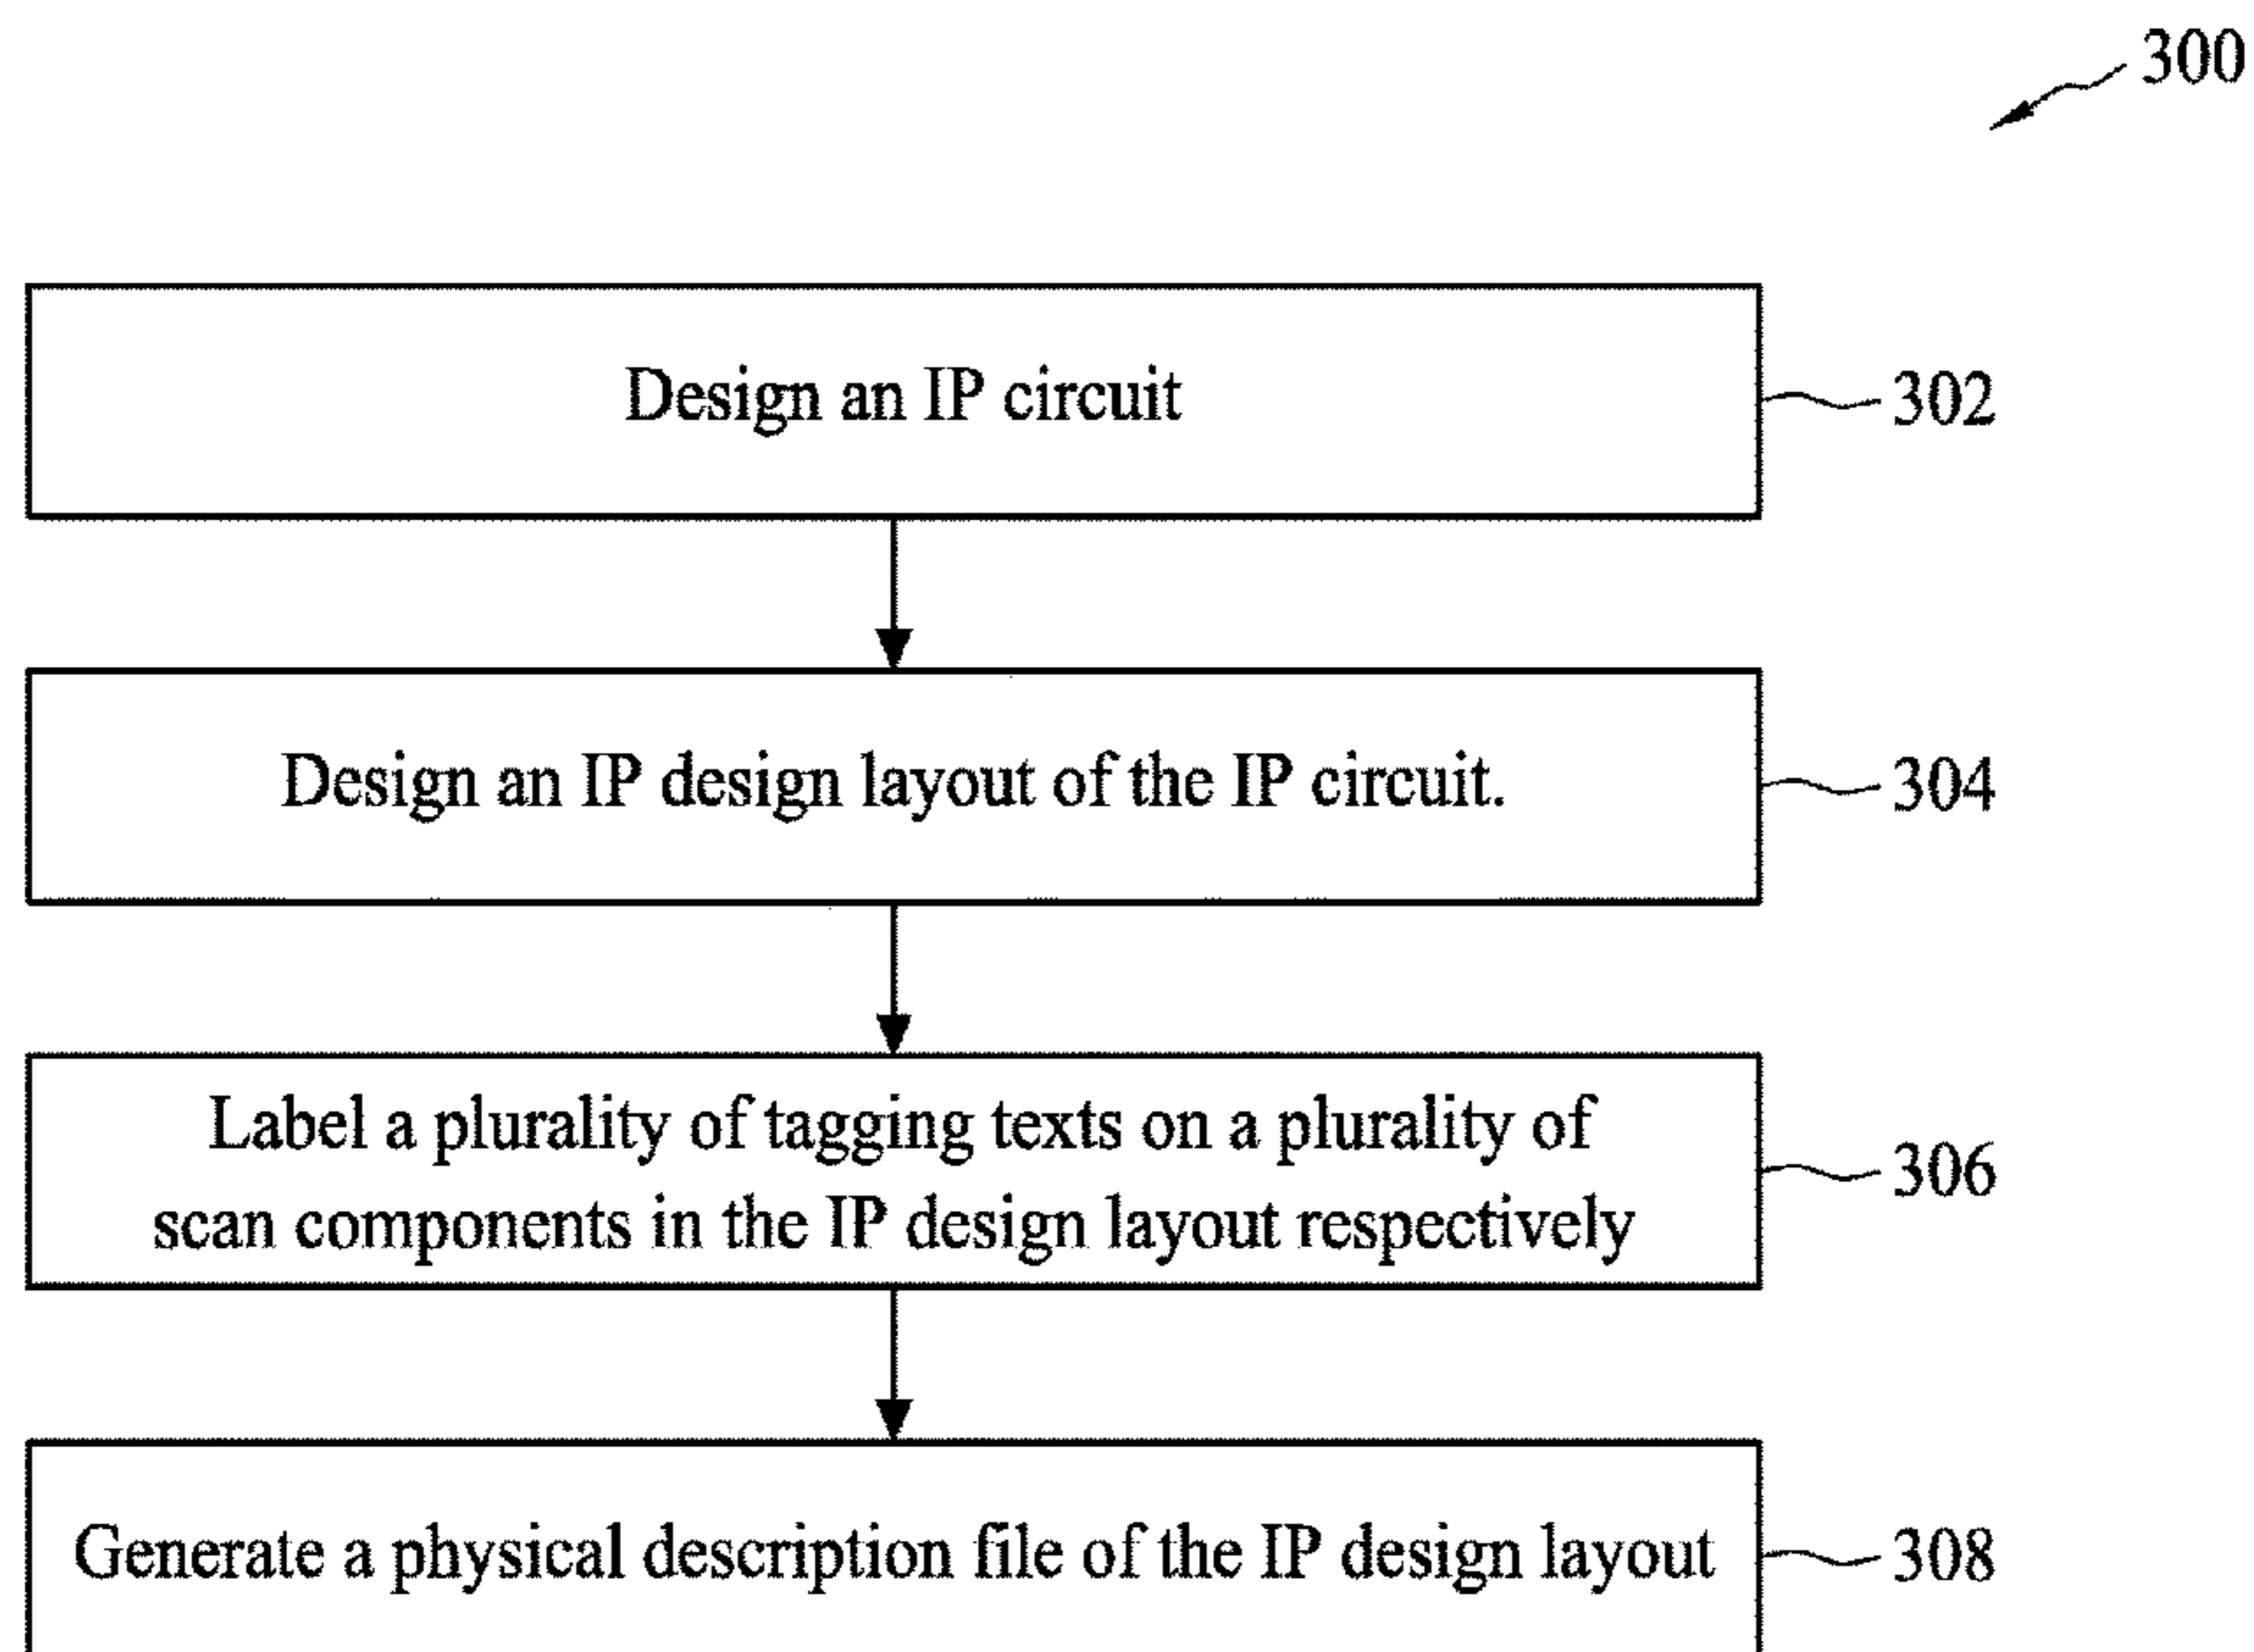 300
Design an IP circuit
302
Design an IP design layout of the IP circuit.
304
Label a plurality of tagging texts on a plurality of
scan components in the IP design layout respectively
306
Generate a physical description file of the IP design layout
308